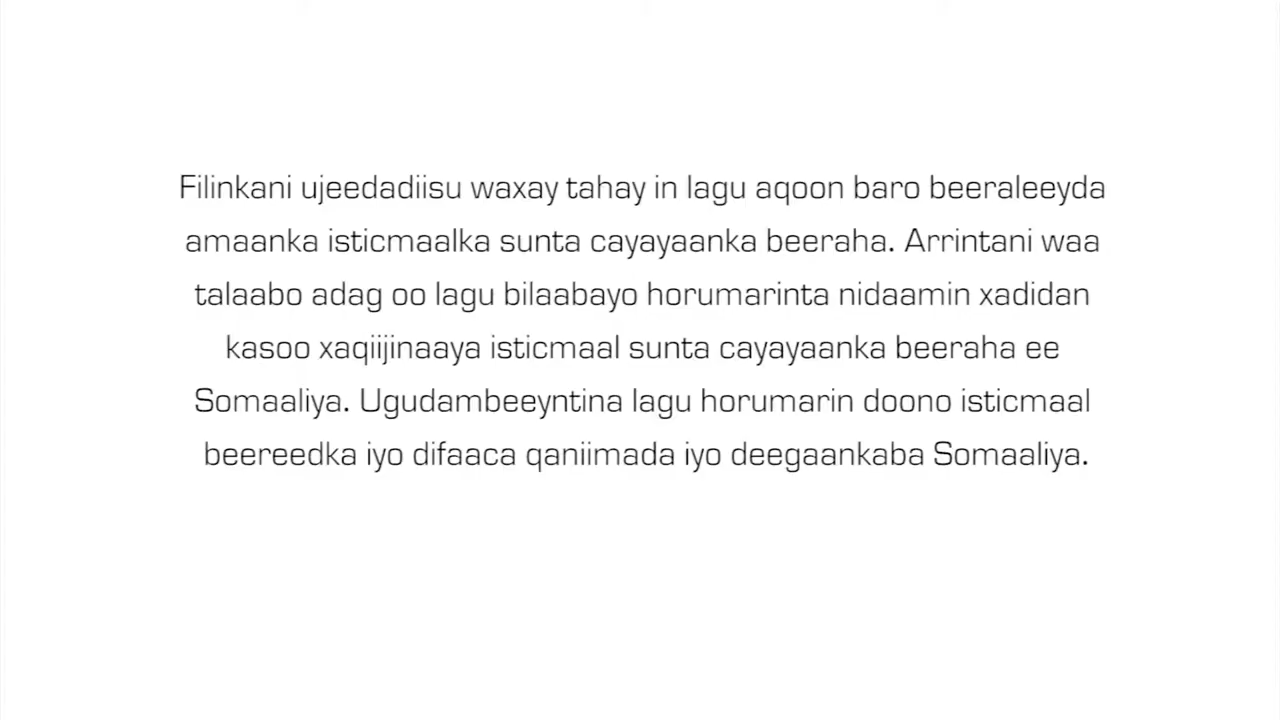 Filinkani ujeedadiisu waxay tahay in lagu aqoon baro beeraleeyda
amaanka isticmaalka sunta cayayaanka beeraha. Arrintani waa
talaabo adag oo lagu bilaabayo horumarinta nidaamin xadidan
kasoo xaqiijinaaya isticmaal sunta cayayaanka beeraha ee
Somaaliya. Ugudambeeyntina lagu horumarin doono isticmaal
beereedka iyo difaaca qaniimada iyo deegaankaba Somaaliya.